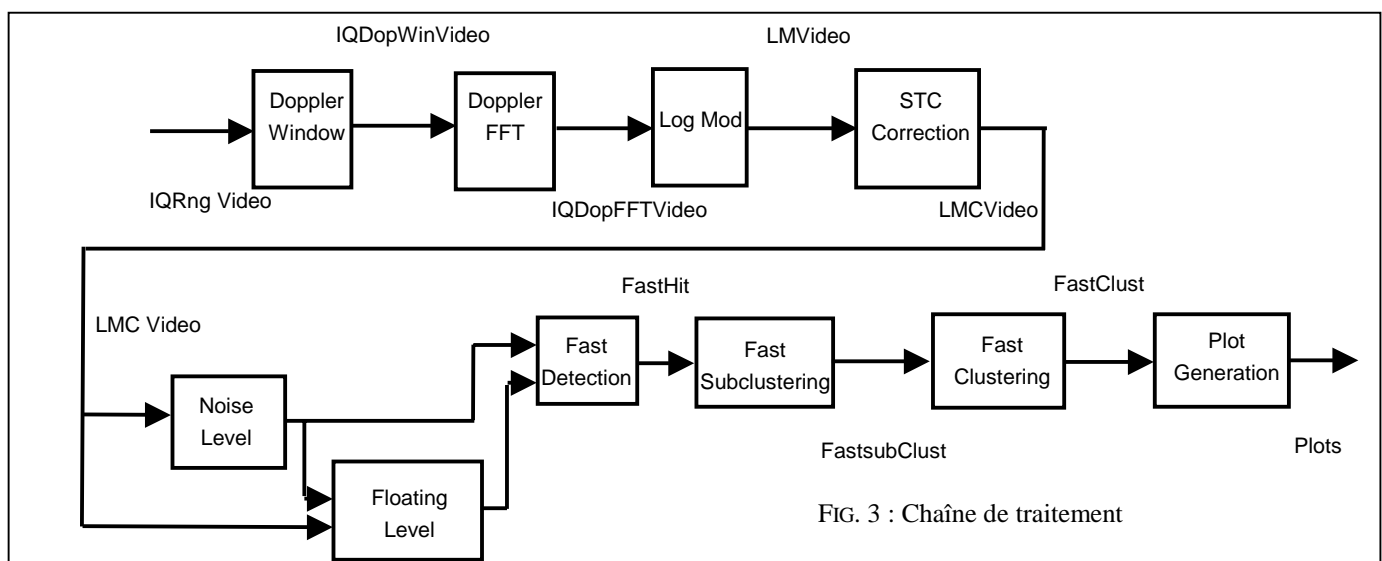 IQDopWinVideo
LMVideo
Doppler
Window
Doppler
FFT
Log Mod
STC
Correction
IQRng Video
IQDopFFTVideo
LMCVideo
FastHit
FastClust
LMC Video
Fast
Detection
Fast
Subclustering
Fast
Clustering
Plot
Generation
Noise
Level
FastsubClust
Plots
Floating
Level
FIG. 3 : Chaîne de traitement